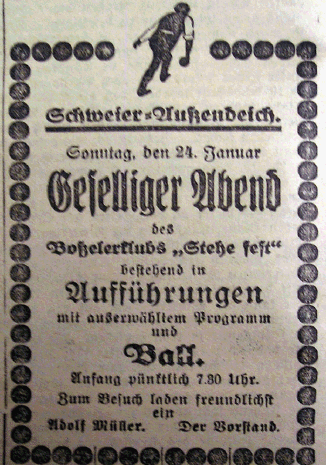 Schweier-Außendeich.
Sonntag, den 24. Januar
Geselliger Abend
des
Boßelerklubs „Stehe fest“
bestehend in
Aufführungen
mit auserwähltem Programm
und
Ball.
Anfang pünktlich 7.30 Uhr.
Zum Besuch laden freundlichst
ein
Adolf Müller. Der Vorstand.